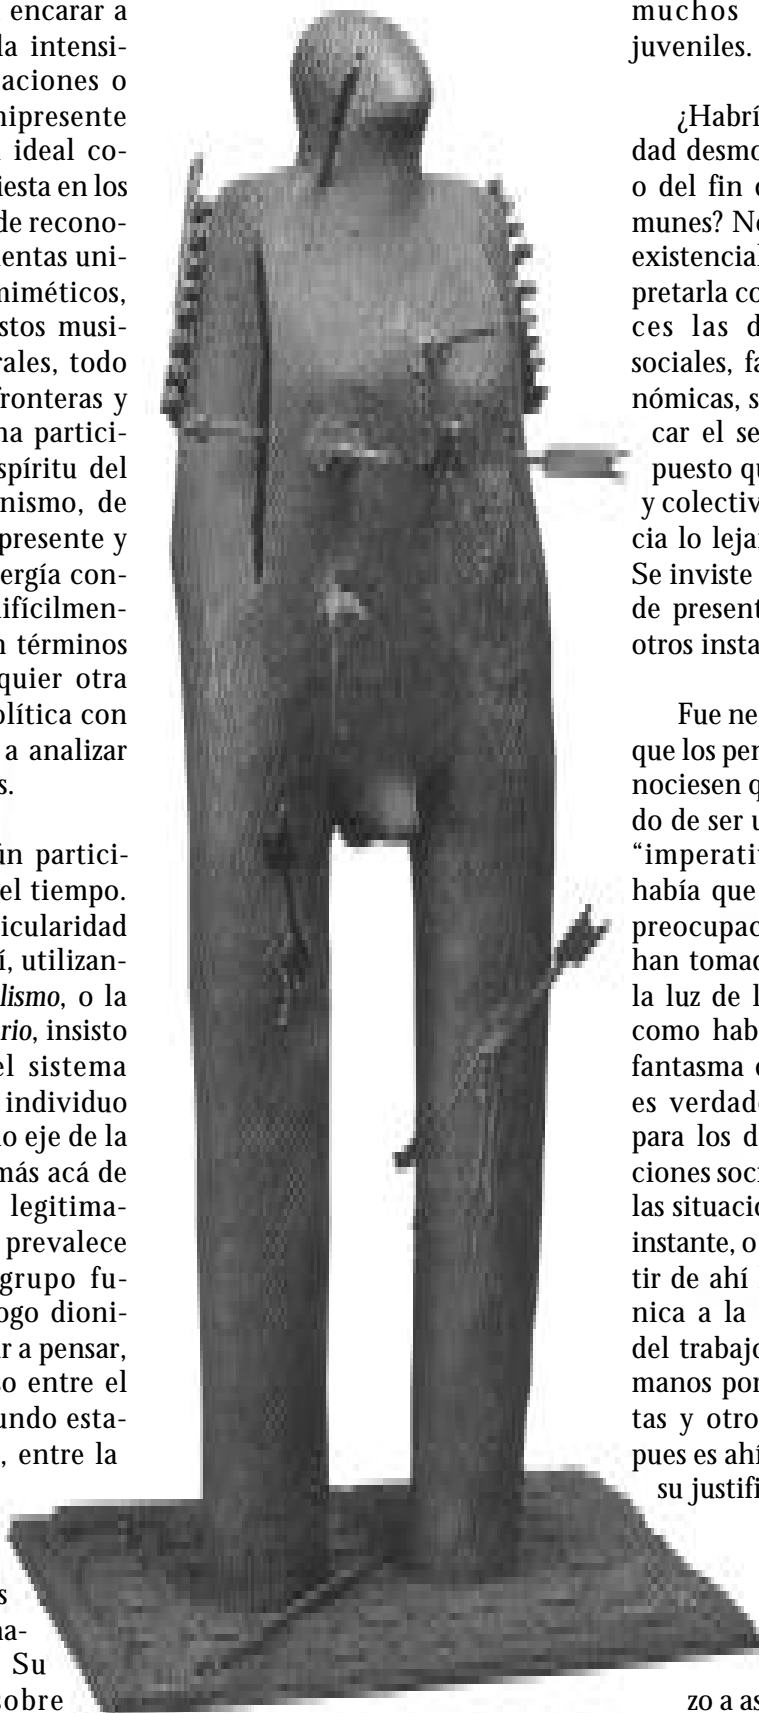 encarar a
la intensi-
aciones o
nipresente
ideal co-
iesta en los
de recono-
entas uni-
miméticos,
stos musi-
rales, todo
ronteras y
na partici-
spíritu del
nismo, de
presente y
ergía con-
ifícilmen-
n términos
quier otra
olítica con
a analizar
s.
ún partici-
el tiempo.
icularidad
í, utilizan-
lismo, o la
rio, insisto
el sistema
individuo
o eje de la
más acá de
legitima-
prevalece
grupo fu-
ogo dioni-
r a pensar,
so entre el
undo esta-
, entre la
s
na-
Su
sobre
muchos
juveniles.
¿Habrí
dad desmo
o del fin d
munes? No
existencial
pretarla co
ces las d
sociales, fa
nómicas, s
car el se
puesto qu
y colectiv
cia lo leja
Se inviste
de present
otros insta
Fue ne
que los per
nociesen q
do de ser u
“imperativ
había que
preocupac
han tomad
la luz de l
como hab
fantasma d
es verdad
para los d
ciones soci
las situacio
instante, o
tir de ahí
nica a la
del trabajo
manos por
tas y otro
pues es ahí
su justifi
zo a as